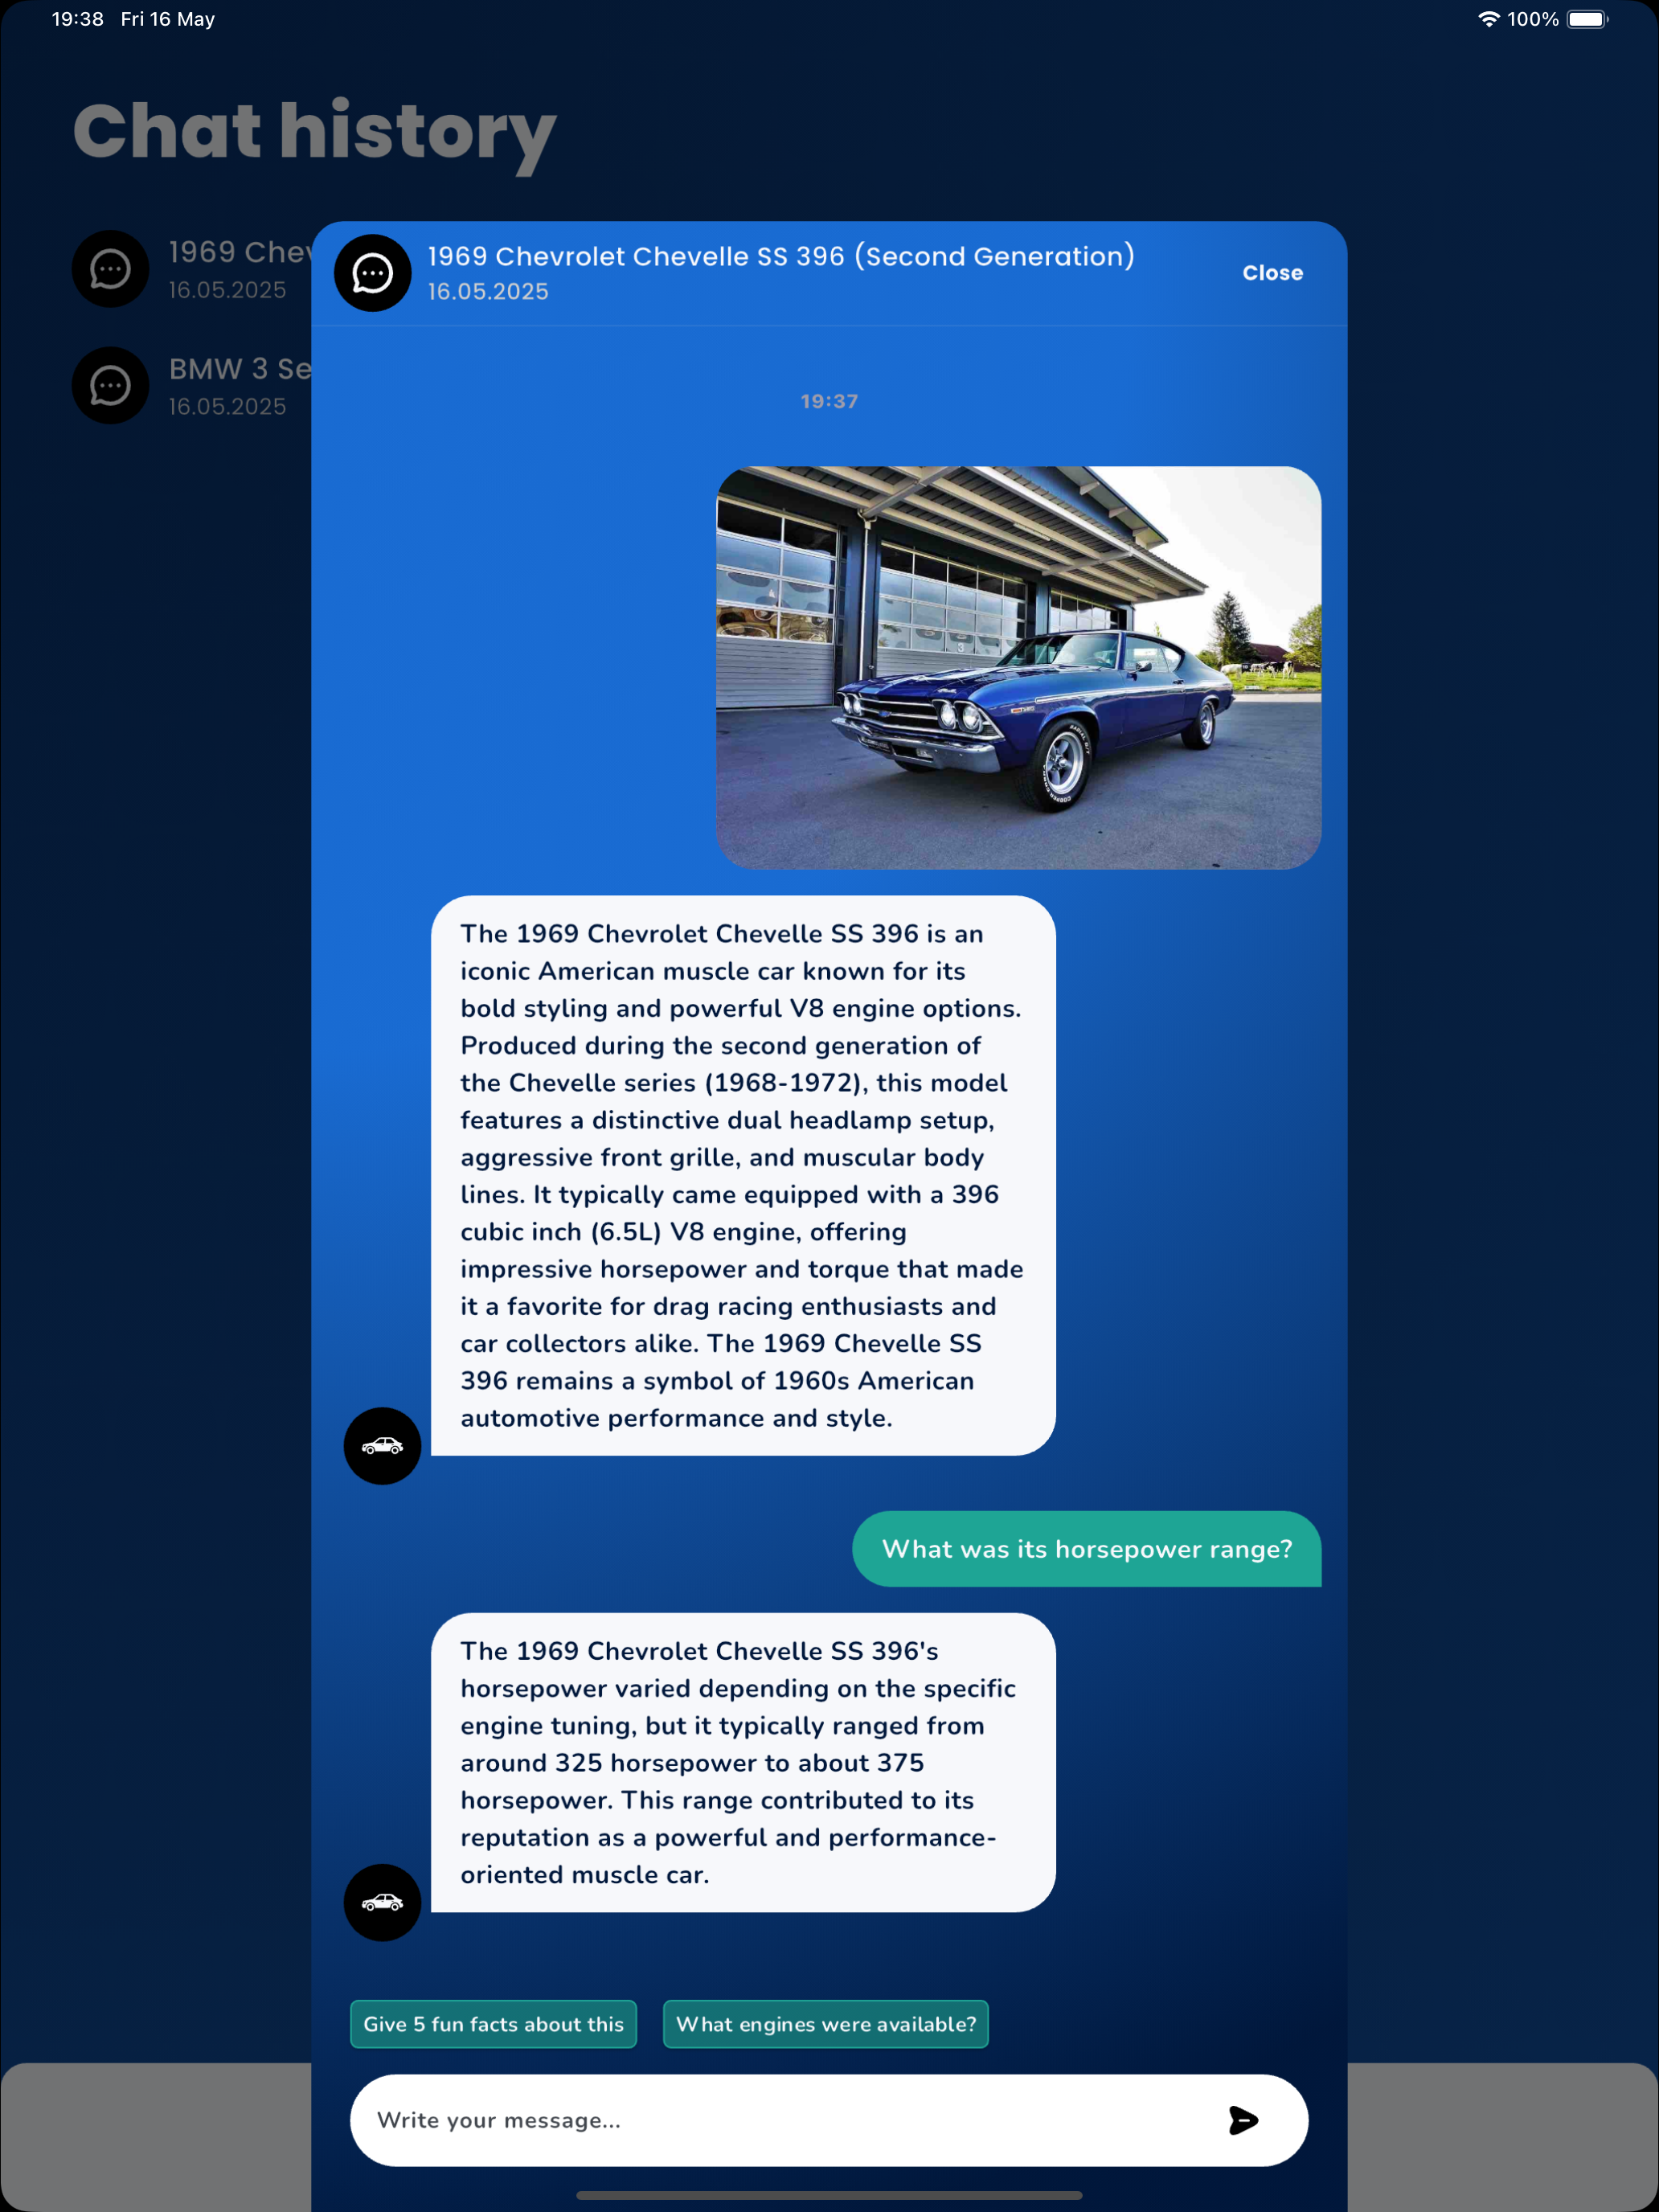 19:38 Fri 16 May
100%
Chat history
1969 Chev
16.05.2025
BMW 3 Se
16.05.2025
1969 Chevrolet Chevelle SS 396 (Second Generation)
16.05.2025
Close
19:37
3
The 1969 Chevrolet Chevelle SS 396 is an
iconic American muscle car known for its
bold styling and powerful V8 engine options.
Produced during the second generation of
the Chevelle series (1968-1972), this model
features a distinctive dual headlamp setup,
aggressive front grille, and muscular body
lines. It typically came equipped with a 396
cubic inch (6.5L) V8 engine, offering
impressive horsepower and torque that made
it a favorite for drag racing enthusiasts and
car collectors alike. The 1969 Chevelle SS
396 remains a symbol of 1960s American
automotive performance and style.
What was its horsepower range?
The 1969 Chevrolet Chevelle SS 396's
horsepower varied depending on the specific
engine tuning, but it typically ranged from
around 325 horsepower to about 375
horsepower. This range contributed to its
reputation as a powerful and performance-
oriented muscle car.
Give 5 fun facts about this
What engines were available?
Write your message...